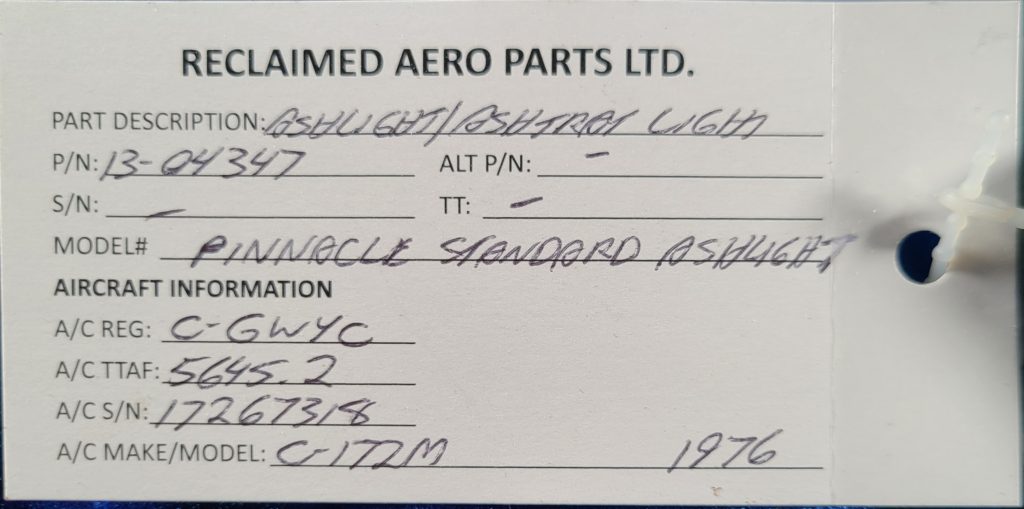 RECLAIMED AERO PARTS LTD.
PART DESCRIPTION: ASHLIGHT/ASHTRAY LIGHT
P/N: 13-04347 ALT P/N: -
S/N: - TT: -
MODEL# PINNACLE STANDARD ASHLIGHT
AIRCRAFT INFORMATION
A/C REG: C-GWYC
A/C TTAF: 5645.2
A/C S/N: 17267318
A/C MAKE/MODEL: C-172M 1976